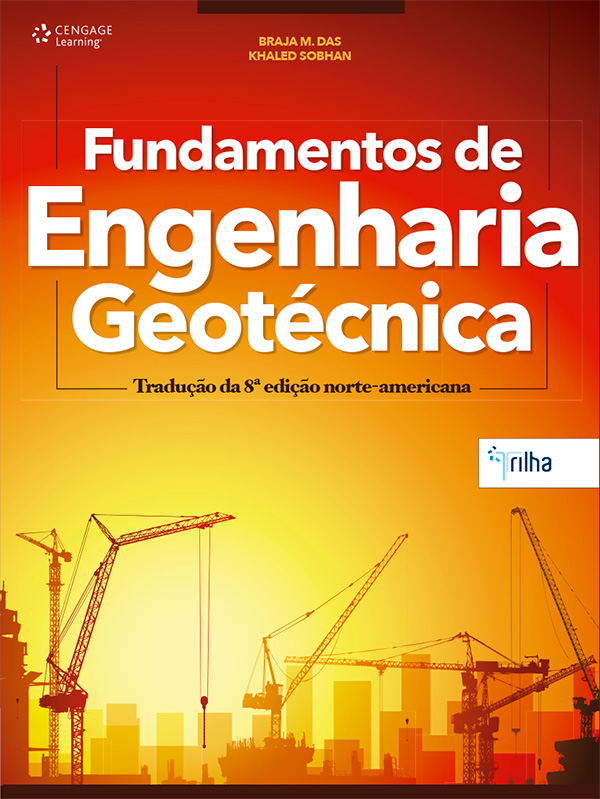 CENGAGE
Learning®
BRAJA M. DAS
KHALED SOBHAN
Fundamentos de
Engenharia
Geotécnica
Tradução da 8ª edição norte-americana
Trilha